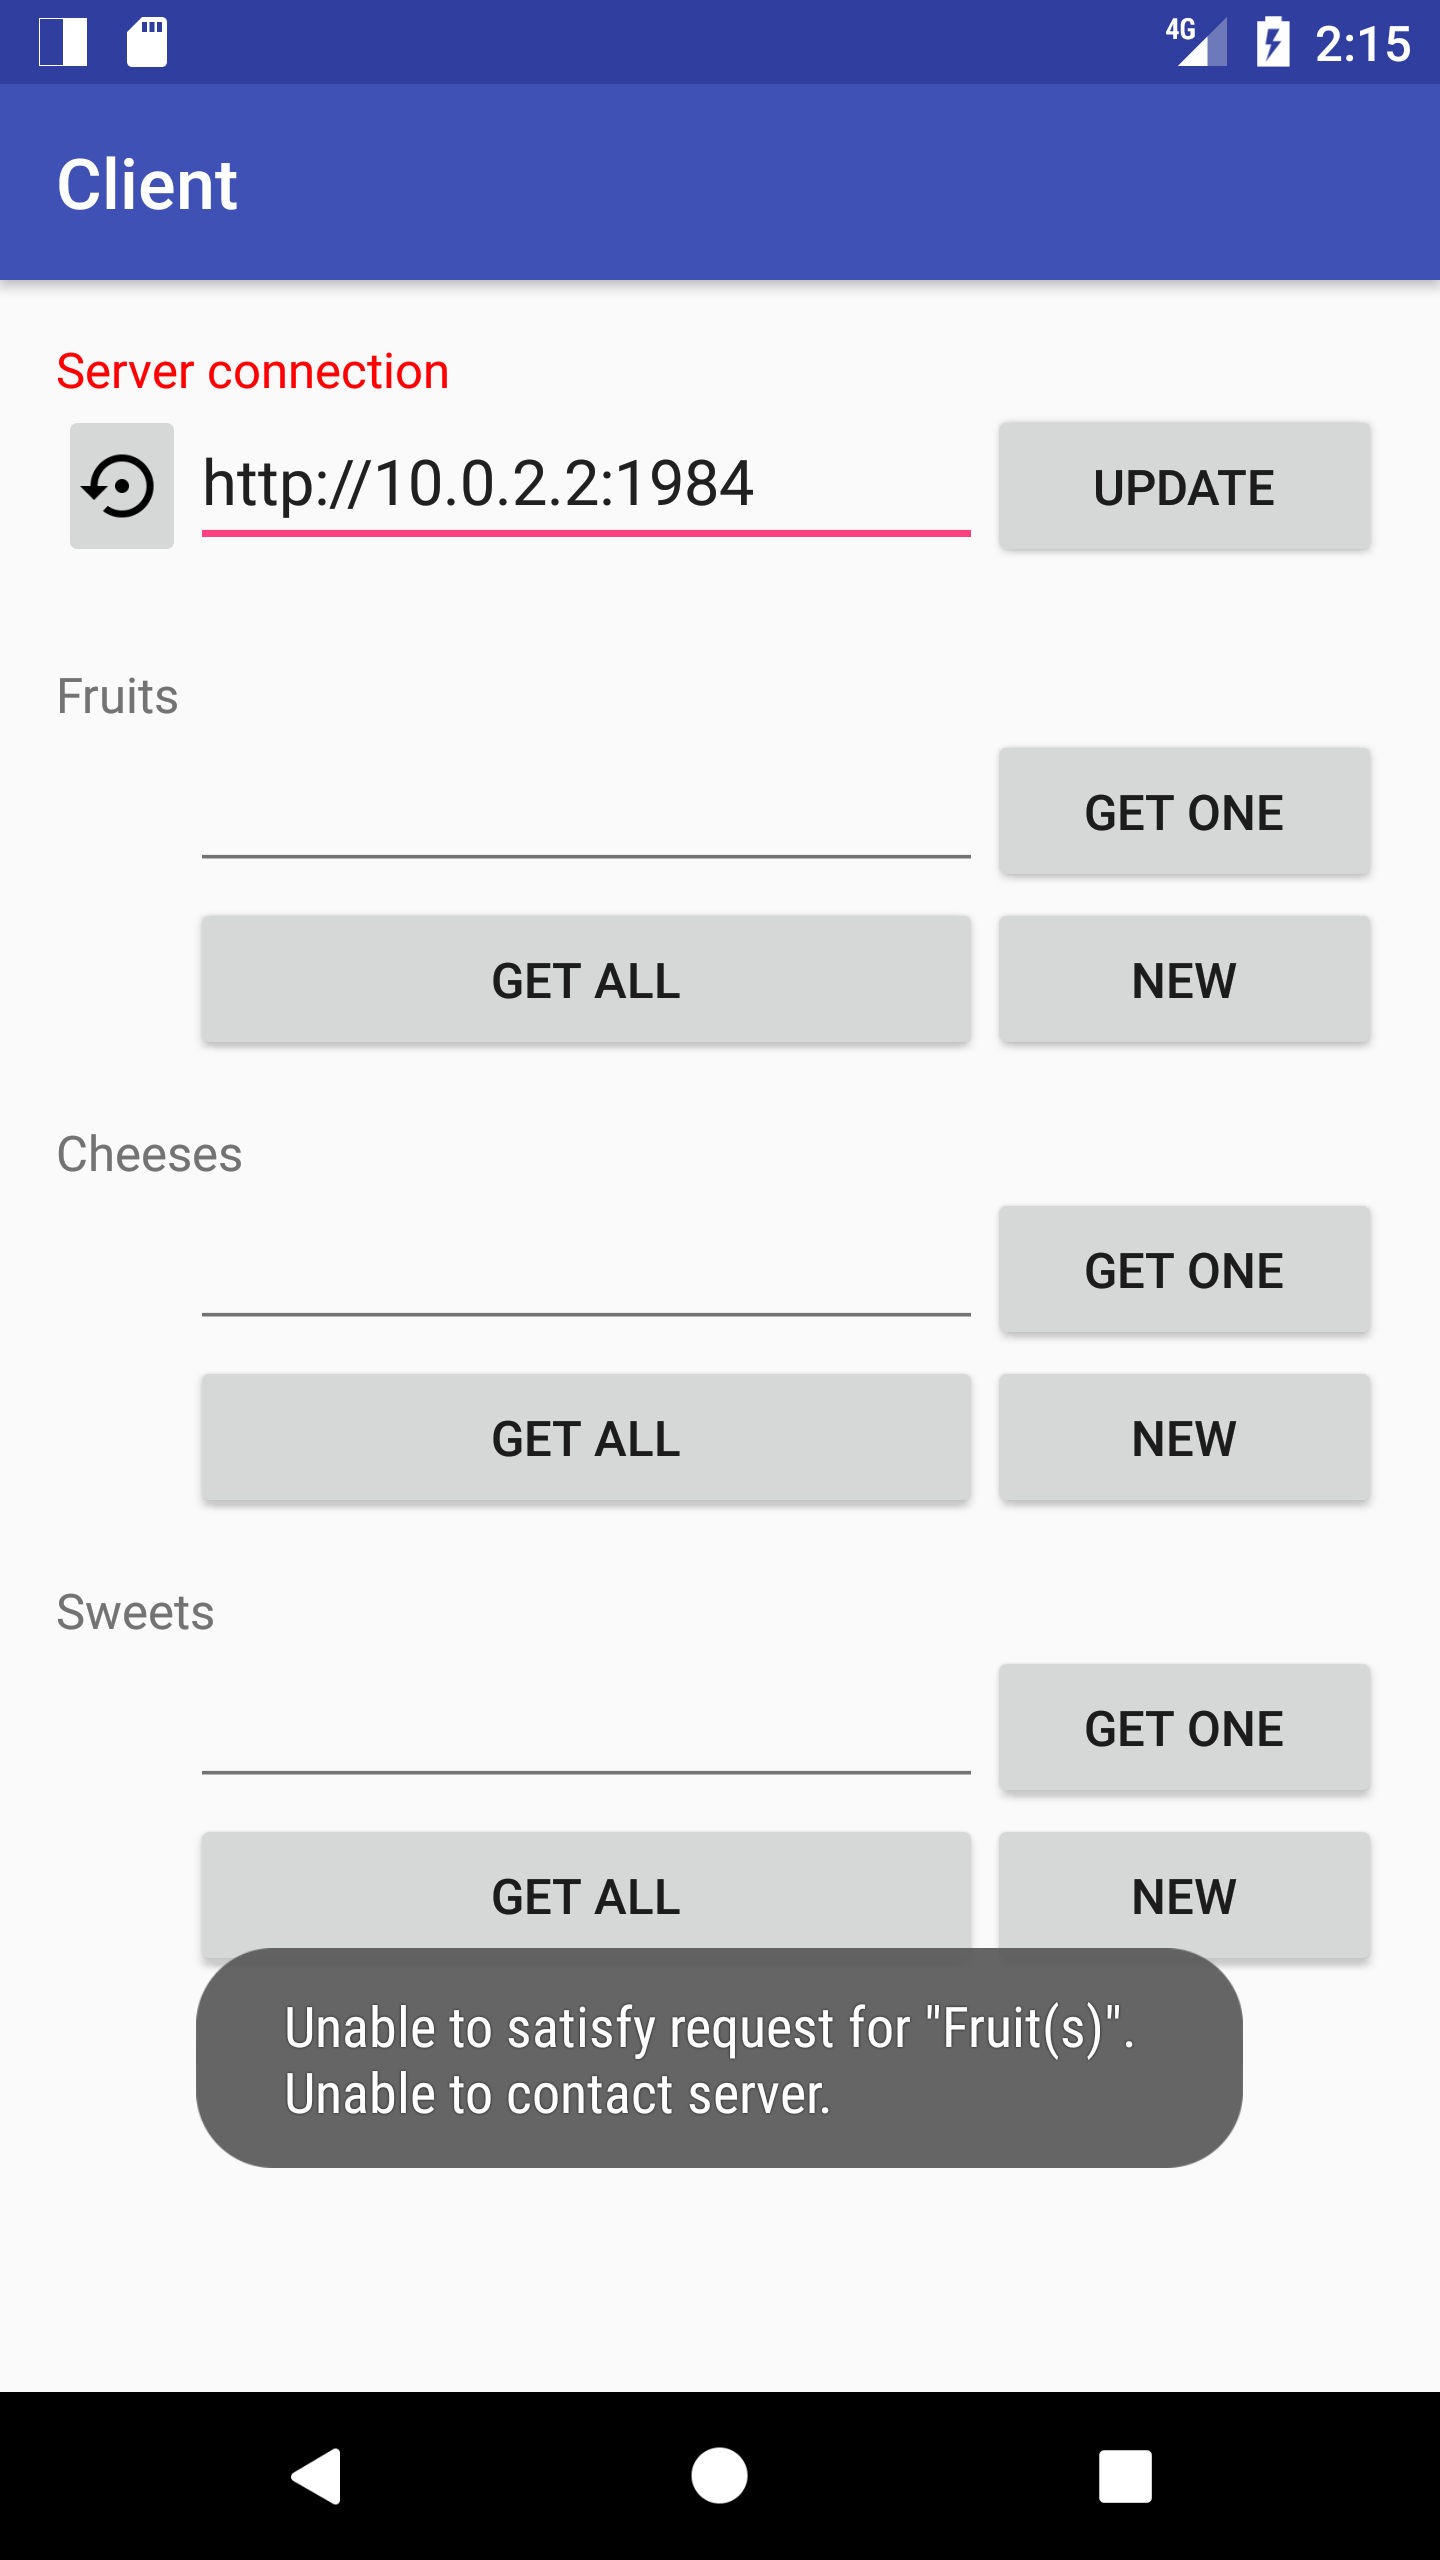 4G 2:15
Client
Server connection
http://10.0.2.2:1984 UPDATE
Fruits
GET ONE
GET ALL NEW
Cheeses
GET ONE
GET ALL NEW
Sweets
GET ONE
GET ALL NEW
Unable to satisfy request for "Fruit(s)".
Unable to contact server.